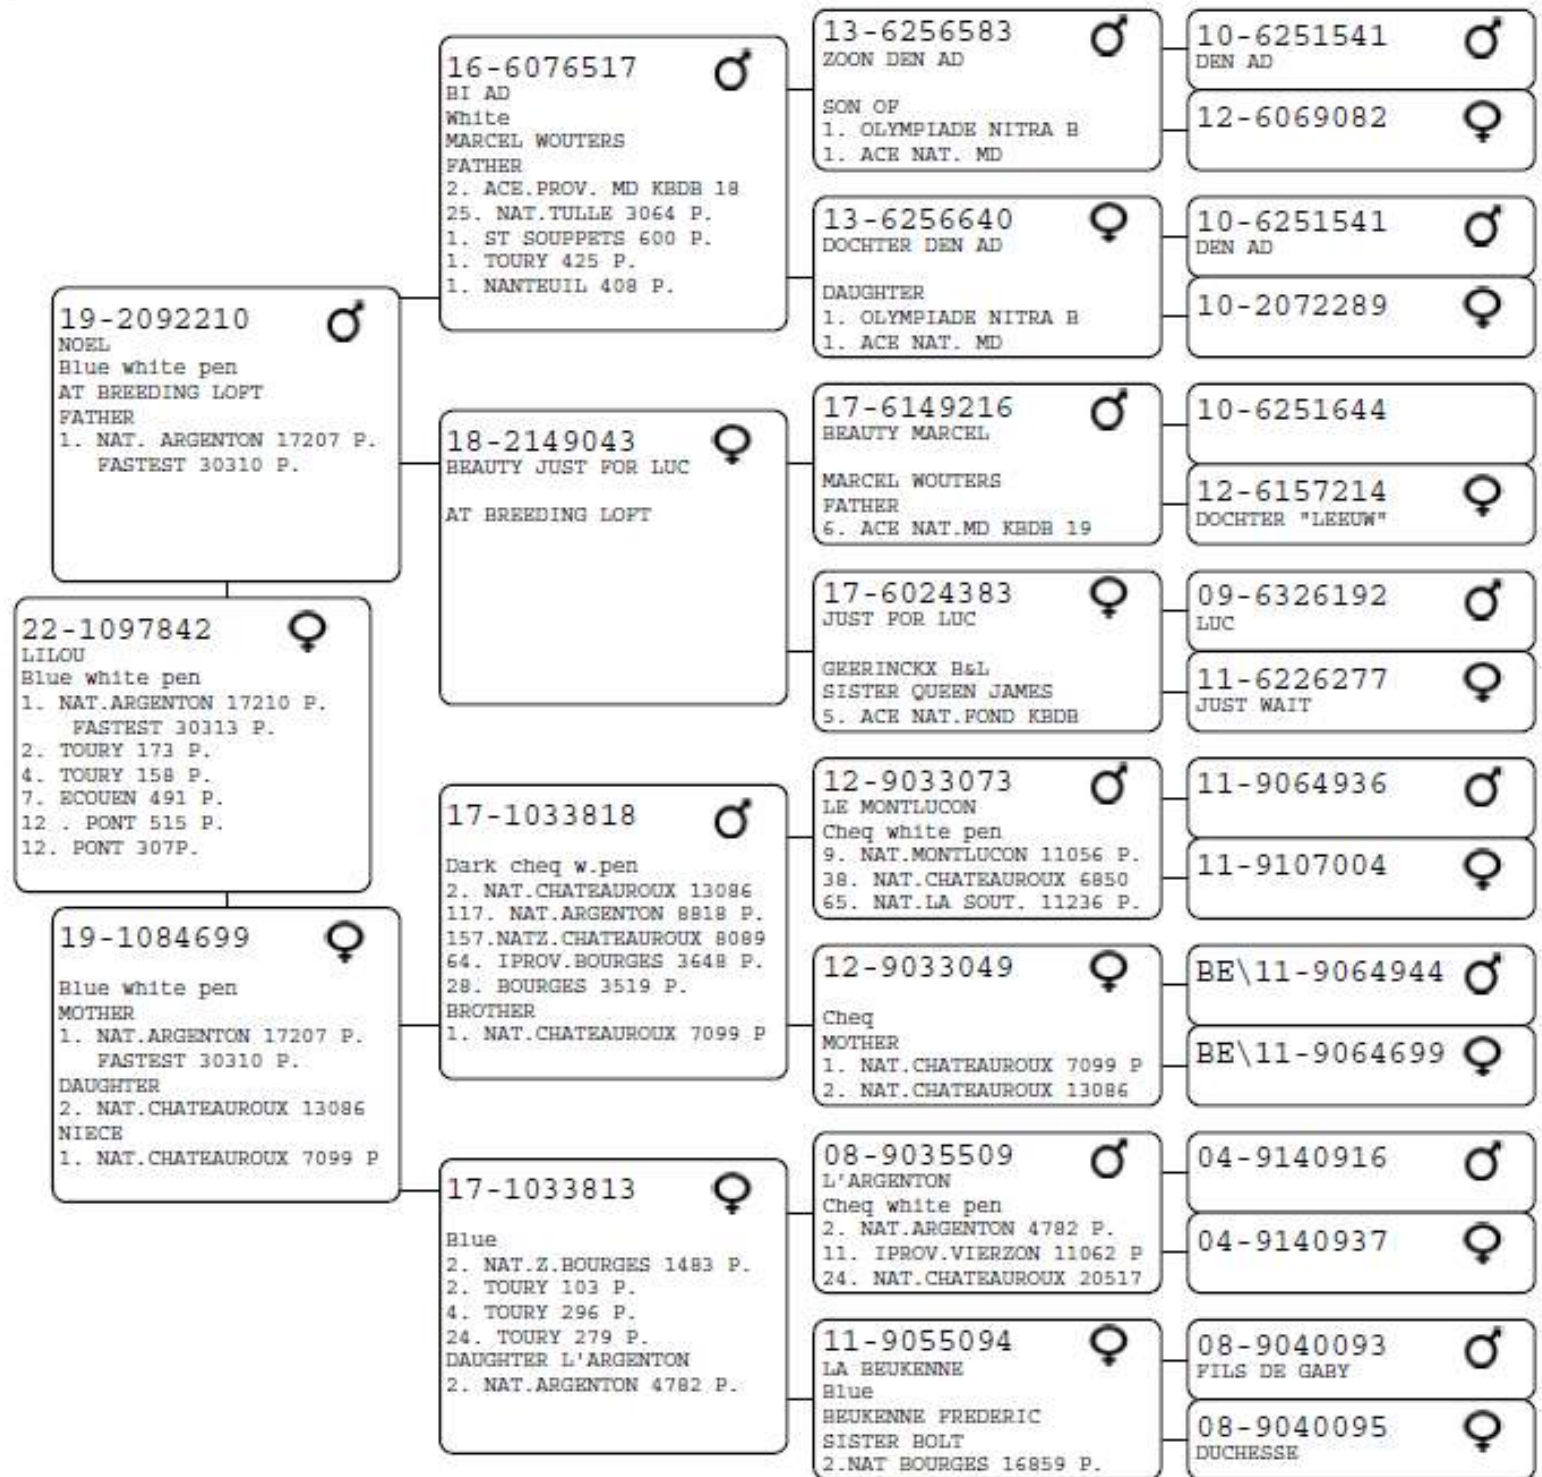 19-2092210
NOEL
Blue white pen
AT BREEDING LOFT
FATHER
1. NAT. ARGENTON 17207 P.
FASTEST 30310 P.
22-1097842
LILOU
Blue white pen
1. NAT.ARGENTON 17210 P.
FASTEST 30313 P.
2. TOURY 173 P.
4. TOURY 158 P.
7. ECOUEN 491 P.
12 . PONT 515 P.
12. PONT 307P.
19-1084699
Blue white pen
MOTHER
1. NAT.ARGENTON 17207 P.
FASTEST 30310 P.
DAUGHTER
2. NAT.CHATEAUROUX 13086
NIECE
1. NAT.CHATEAUROUX 7099 P
16-6076517
BI AD
White
MARCEL WOUTERS
FATHER
2. ACE.PROV. MD KBDB 18
25. NAT.TULLE 3064 P.
1. ST SOUPPETS 600 P.
1. TOURY 425 P.
1. NANTEUIL 408 P.
18-2149043
BEAUTY JUST FOR LUC
AT BREEDING LOFT
17-1033818
Dark cheq w.pen
2. NAT.CHATEAUROUX 13086
117. NAT.ARGENTON 8818 P.
157.NATZ.CHATEAUROUX 8089
64. IPROV.BOURGES 3648 P.
28. BOURGES 3519 P.
BROTHER
1. NAT.CHATEAUROUX 7099 P
17-1033813
Blue
2. NAT.Z.BOURGES 1483 P.
2. TOURY 103 P.
4. TOURY 296 P.
24. TOURY 279 P.
DAUGHTER L'ARGENTON
2. NAT.ARGENTON 4782 P.
13-6256583
ZOON DEN AD
SON OF
1. OLYMPIADE NITRA B
1. ACE NAT. MD
13-6256640
DOCHTER DEN AD
DAUGHTER
1. OLYMPIADE NITRA B
1. ACE NAT. MD
17-6149216
BEAUTY MARCEL
MARCEL WOUTERS
FATHER
6. ACE NAT.MD KBDB 19
17-6024383
JUST FOR LUC
GEERINCKX B&L
SISTER QUEEN JAMES
5. ACE NAT.FOND KBDB
12-9033073
LE MONTLUCON
Cheq white pen
9. NAT.MONTLUCON 11056 P.
38. NAT.CHATEAUROUX 6850
65. NAT.LA SOUT. 11236 P.
12-9033049
Cheq
MOTHER
1. NAT.CHATEAUROUX 7099 P
2. NAT.CHATEAUROUX 13086
08-9035509
L'ARGENTON
Cheq white pen
2. NAT.ARGENTON 4782 P.
11. IPROV.VIERZON 11062 P
24. NAT.CHATEAUROUX 20517
11-9055094
LA BEUKENNE
Blue
BEUKENNE FREDERIC
SISTER BOLT
2.NAT BOURGES 16859 P.
10-6251541
DEN AD
12-6069082
10-6251541
DEN AD
10-2072289
10-6251644
12-6157214
DOCHTER "LEEUW"
09-6326192
LUC
11-6226277
JUST WAIT
11-9064936
11-9107004
BE\11-9064944
BE\11-9064699
04-9140916
04-9140937
08-9040093
FILS DE GABY
08-9040095
DUCHESSE